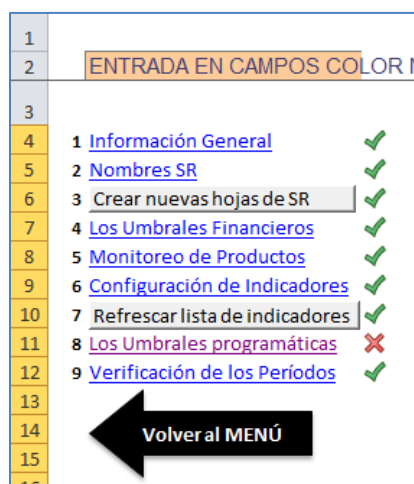 1
2 ENTRADA EN CAMPOS COLOR
3
4 1 Información General
5 2 Nombres SR
6 3 Crear nuevas hojas de SR
7 4 Los Umbrales Financieros
8 5 Monitoreo de Productos
9 6 Configuración de Indicadores
10 7 Refrescar lista de indicadores
11 8 Los Umbrales programáticas
12 9 Verificación de los Períodos
13
14 Volver al MENÚ
15